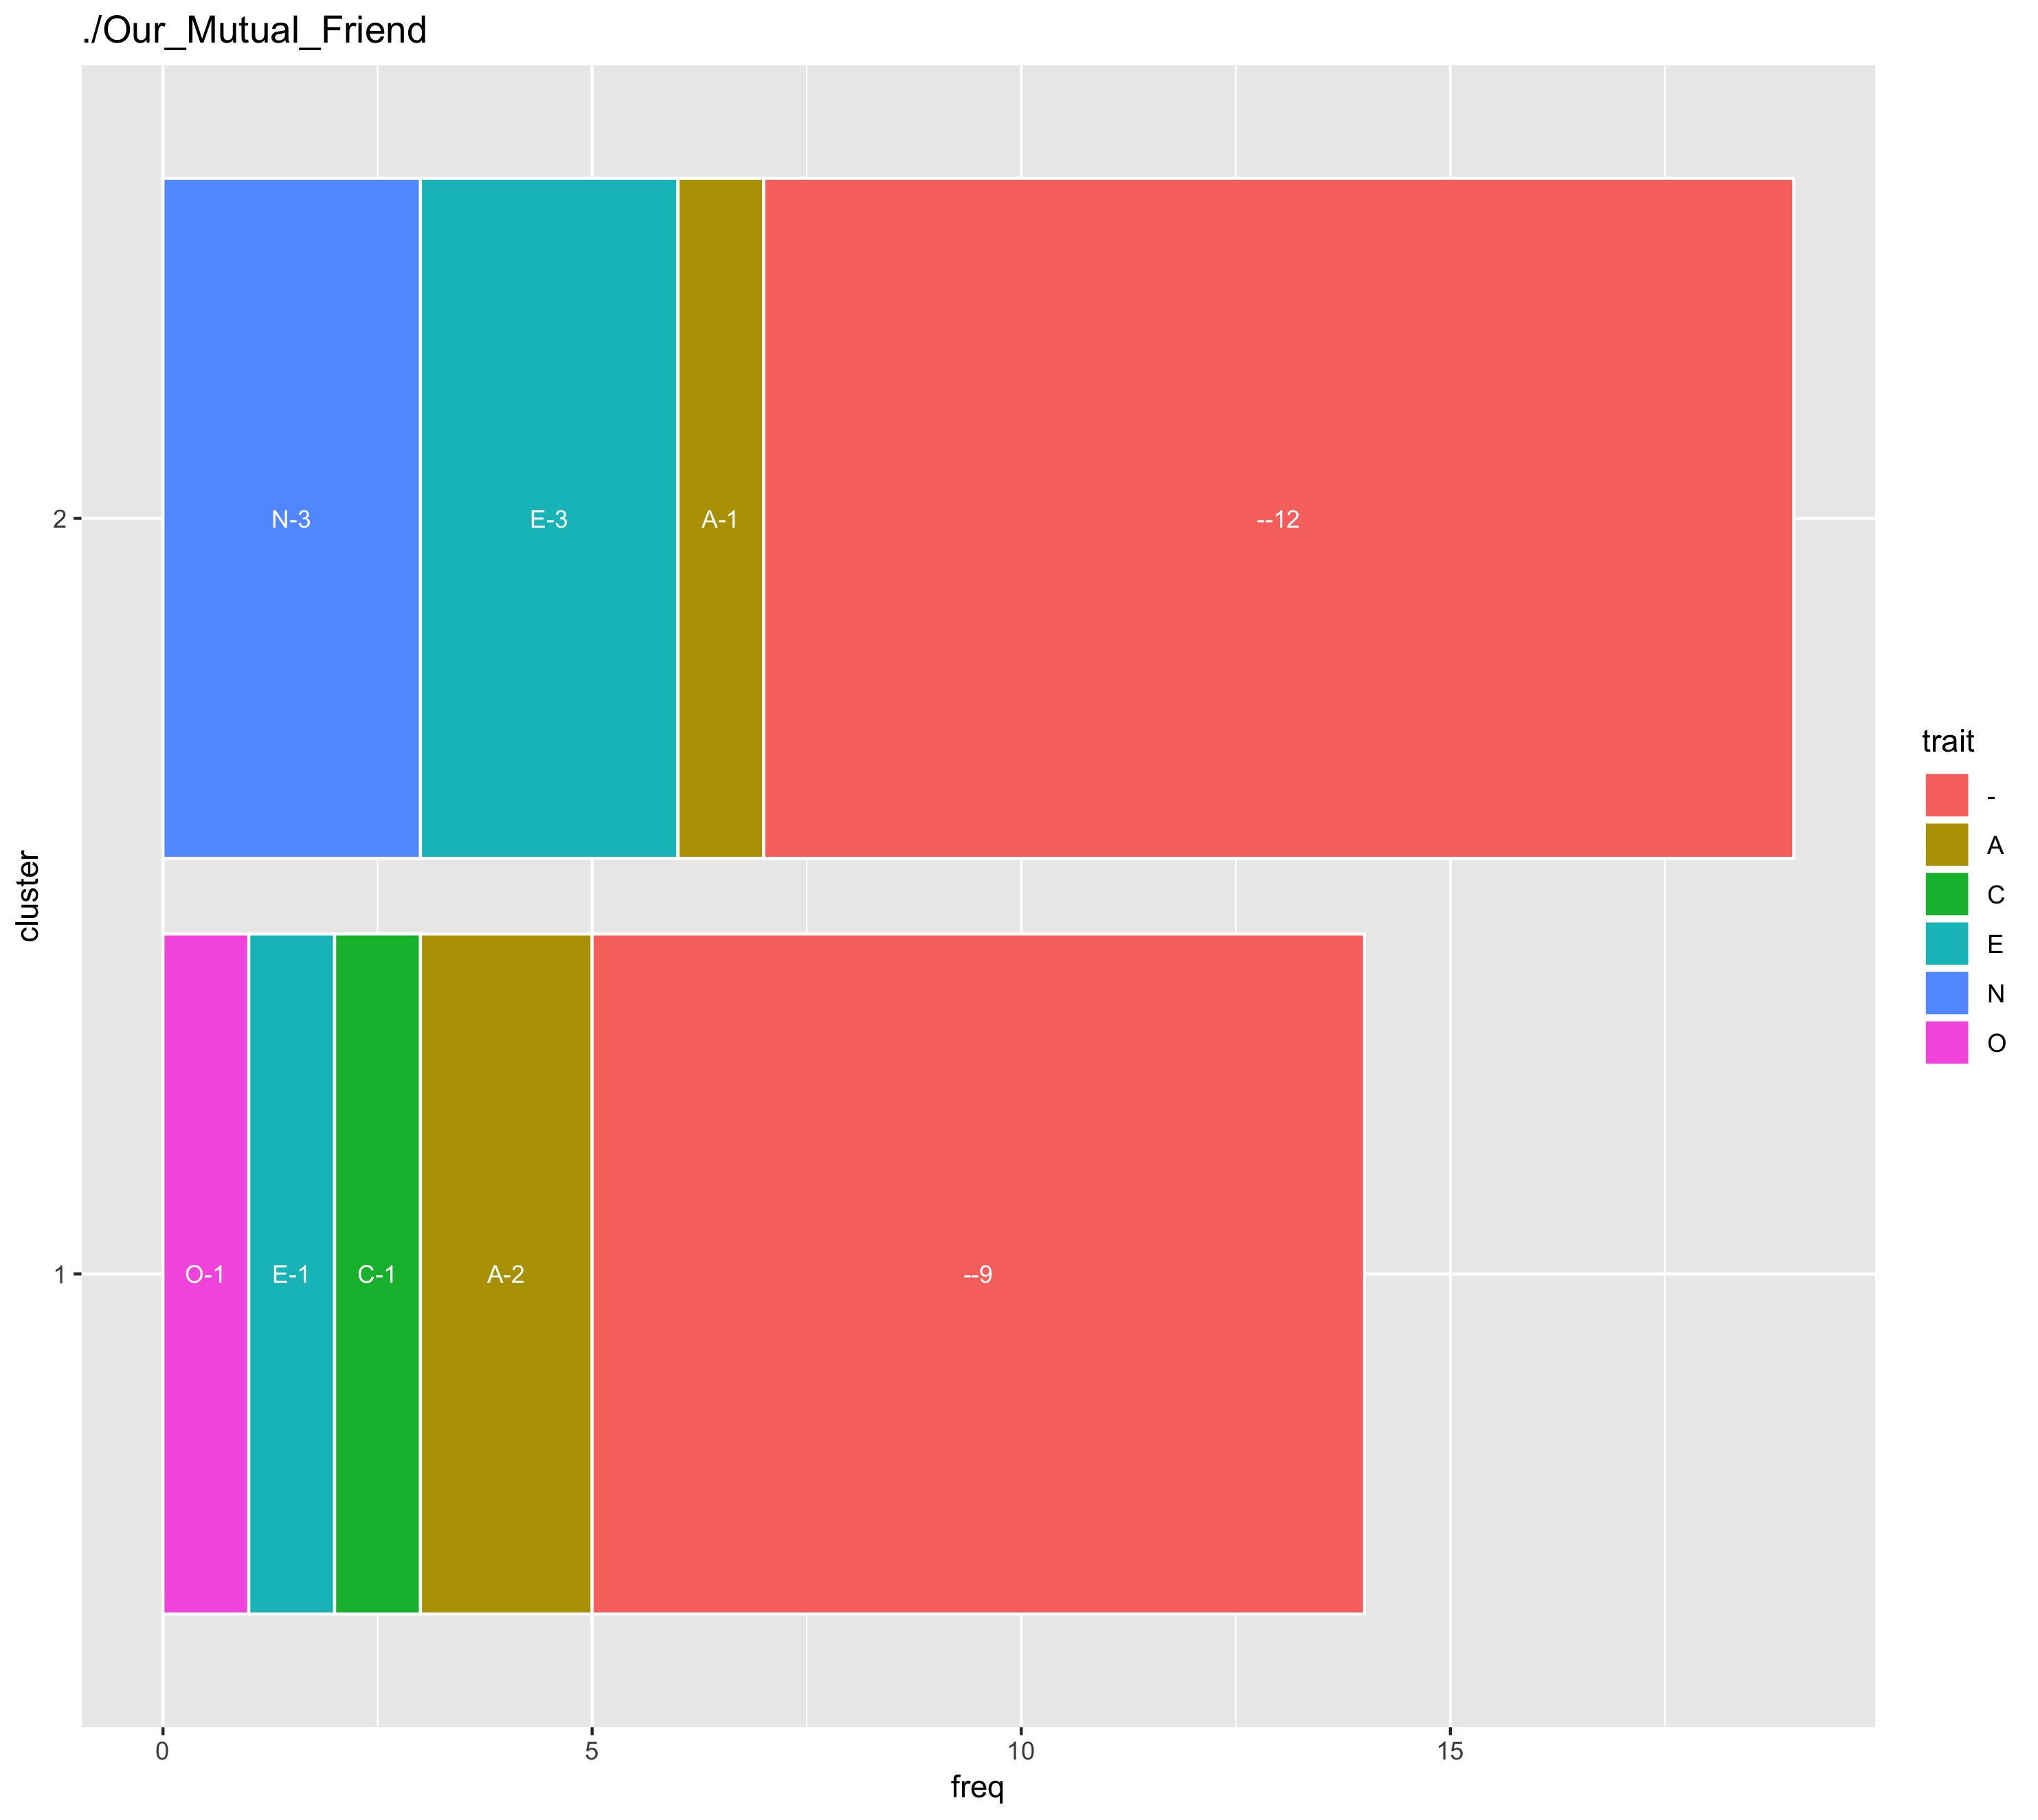 ./Our_Mutual_Friend
cluster
2
N-3 E-3 A-1 --12
1
O-1 E-1 C-1 A-2 --9
0 5 10 15
freq
trait
-
A
C
E
N
O